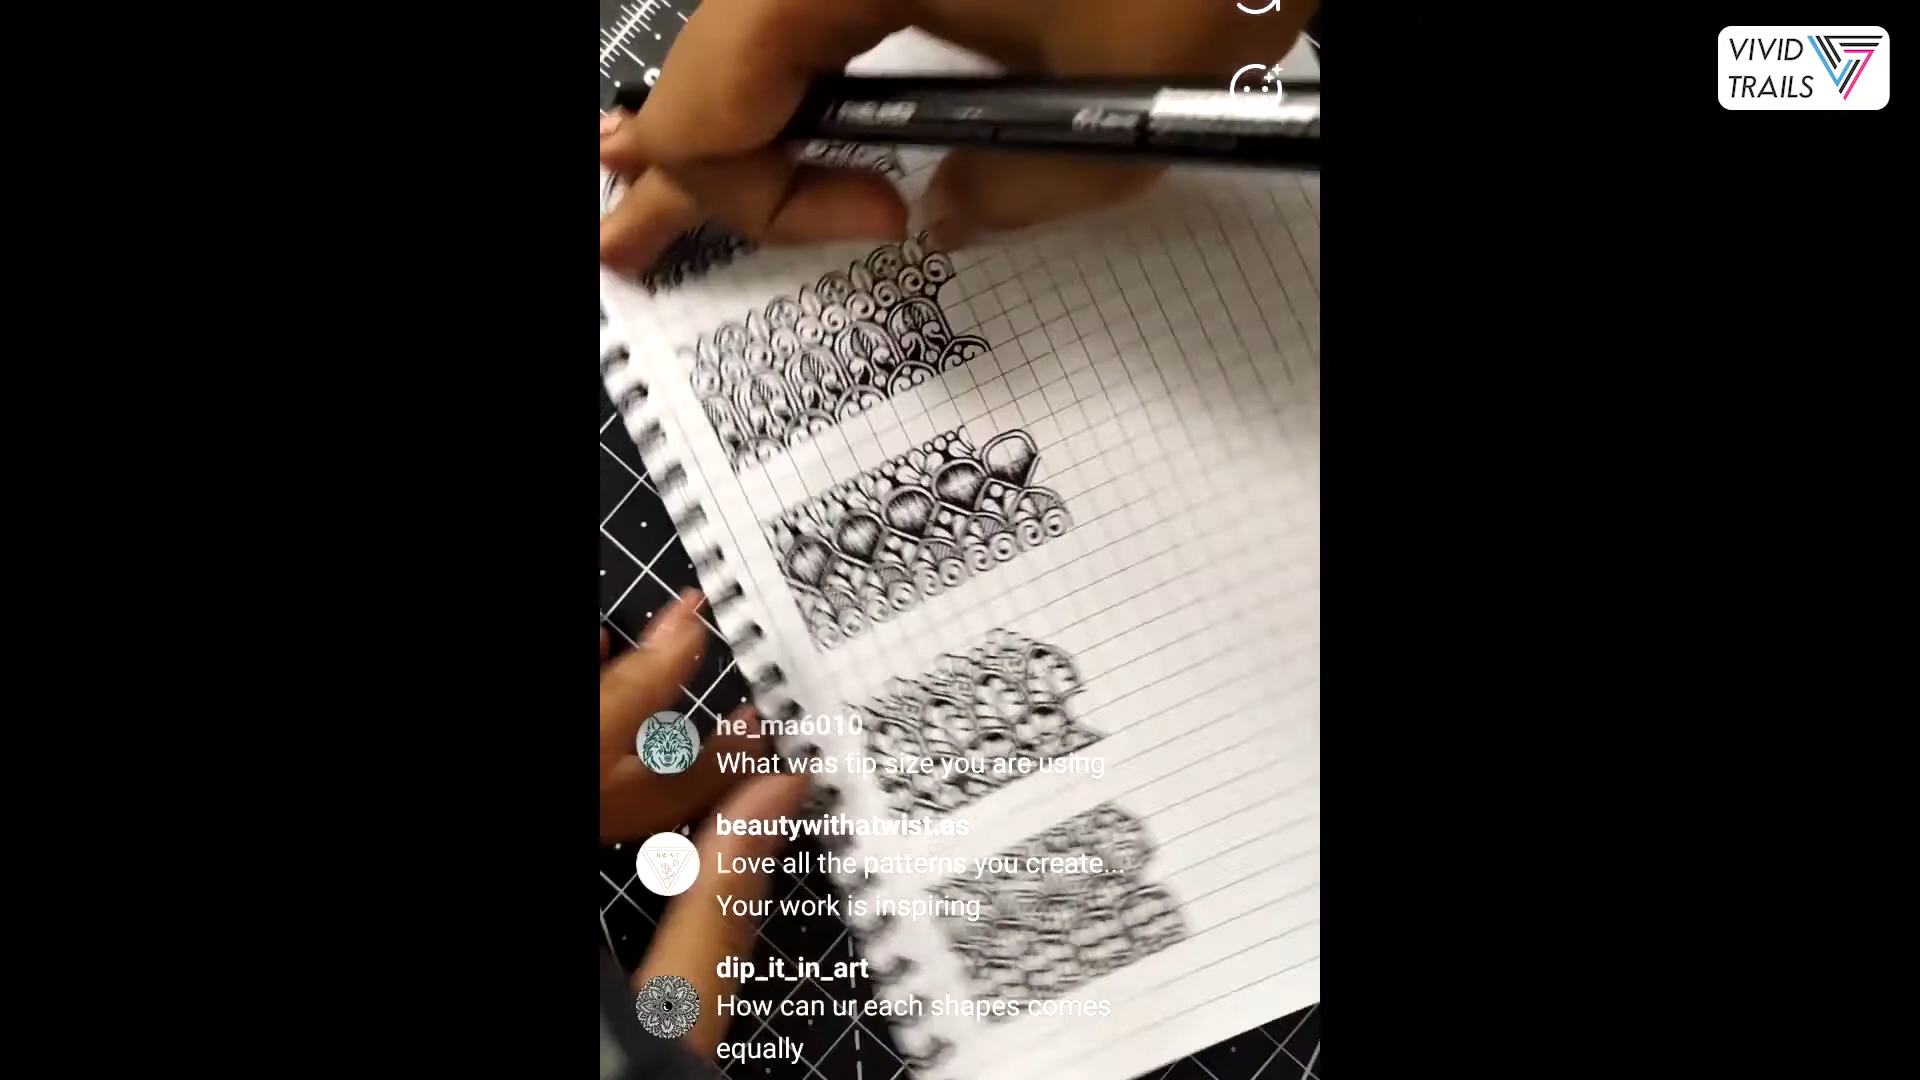 VIVID
TRAILS
he_ma6010
What was tip size you are using
beautywithatwist.as
Love all the patterns you create...
Your work is inspiring
dip_it_in_art
How can ur each shapes comes
equally